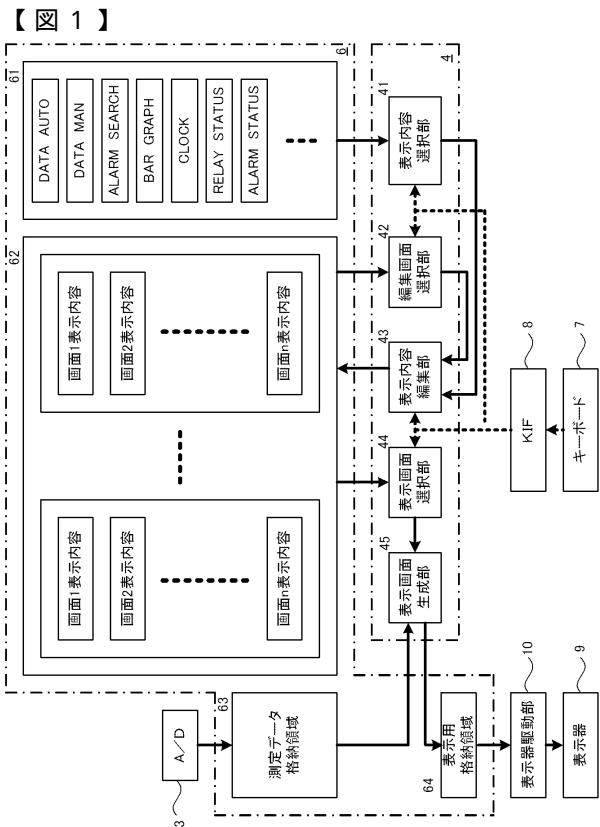 【図１】
6
61
DATA AUTO
DATA MAN
ALARM SEARCH
BAR GRAPH
CLOCK
RELAY STATUS
ALARM STATUS
62
画面1表示内容
画面2表示内容
画面n表示内容
画面1表示内容
画面2表示内容
画面n表示内容
4
41
表示内容
選択部
42
編集画面
選択部
43
表示内容
編集部
44
表示画面
選択部
45
表示画面
生成部
8
KIF
7
キーボード
3
A／D
63
測定データ
格納領域
64
表示用
格納領域
10
表示器駆動部
9
表示器